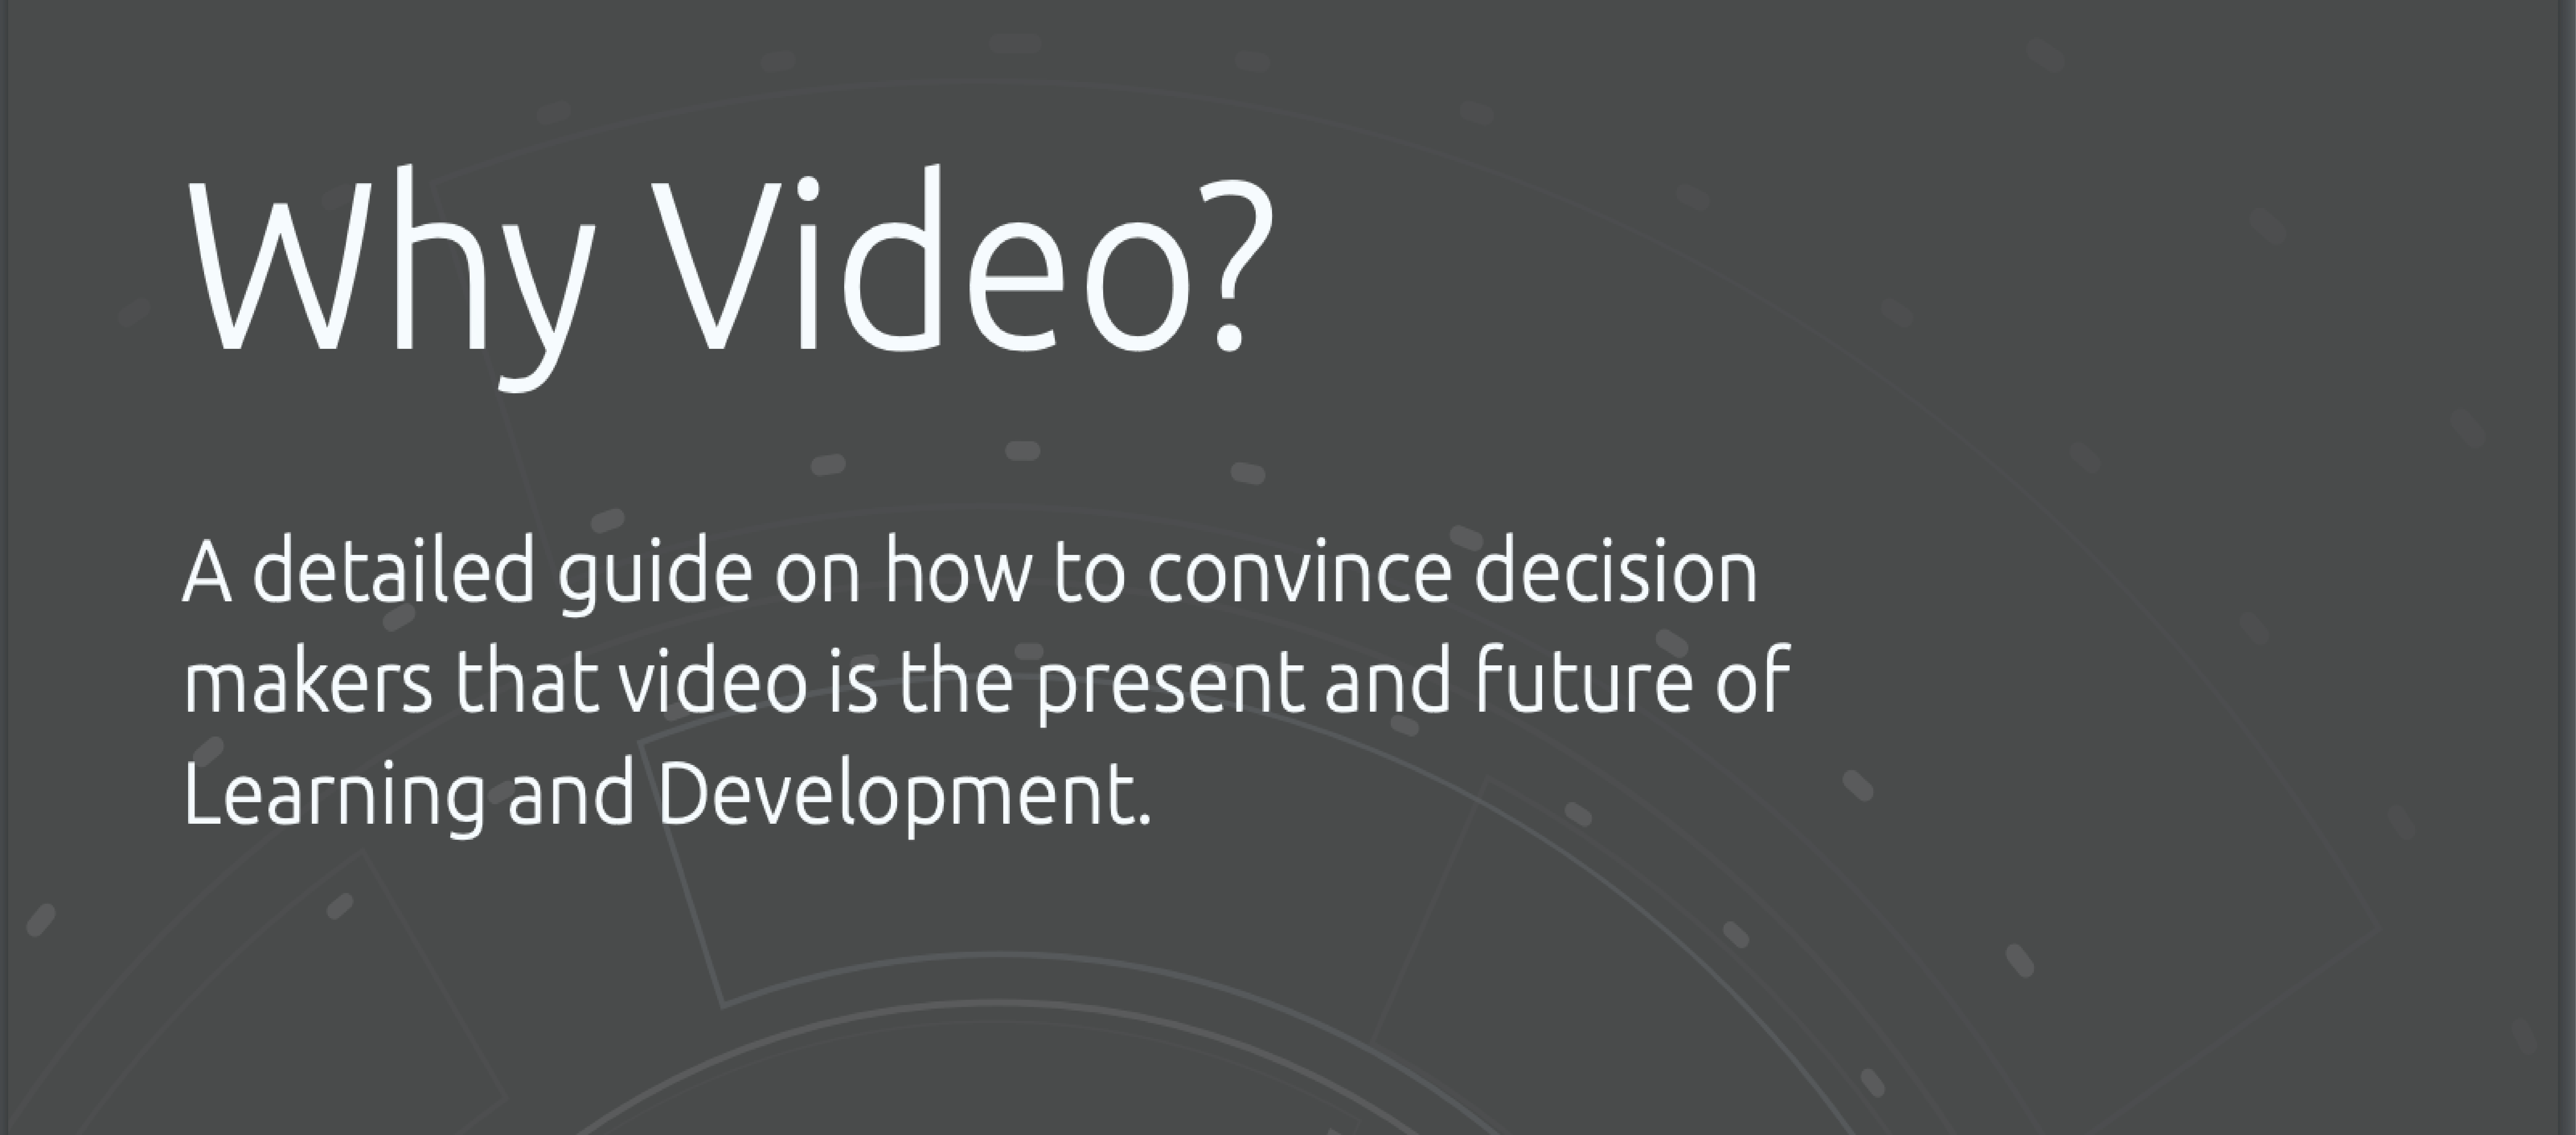 Why Video?
A detailed guide on how to convince decision
makers that video is the present and future of
Learning and Development.